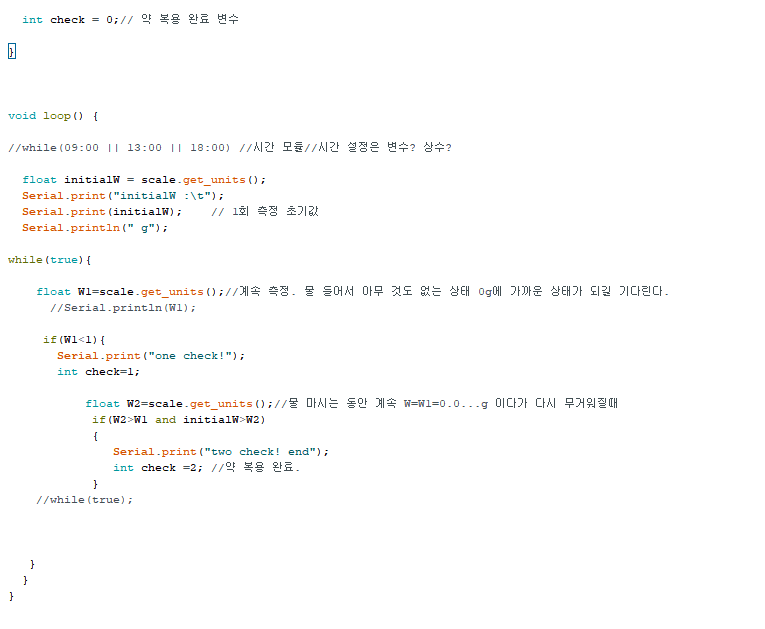 int check = 0;// 약 복용 완료 변수
}
void loop() {
//while(09:00 || 13:00 || 18:00) //시간 모듈//시간 설정은 변수? 상수?
float initialW = scale.get_units();
Serial.print("initialW :\t");
Serial.print(initialW);    // 1회 측정 초기값
Serial.println(" g");
while(true){
float W1=scale.get_units();//계속 측정. 물 들어서 아무 것도 없는 상태 0g에 가까운 상태가 되길 기다린다.
//Serial.println(W1);
if(W1<1){
Serial.print("one check!");
int check=1;
float W2=scale.get_units();//물 마시는 동안 계속 W=W1=0.0...g 이다가 다시 무거워질때
if(W2>W1 and initialW>W2)
{
Serial.print("two check! end");
int check =2; //약 복용 완료.
}
//while(true);
}
}
}